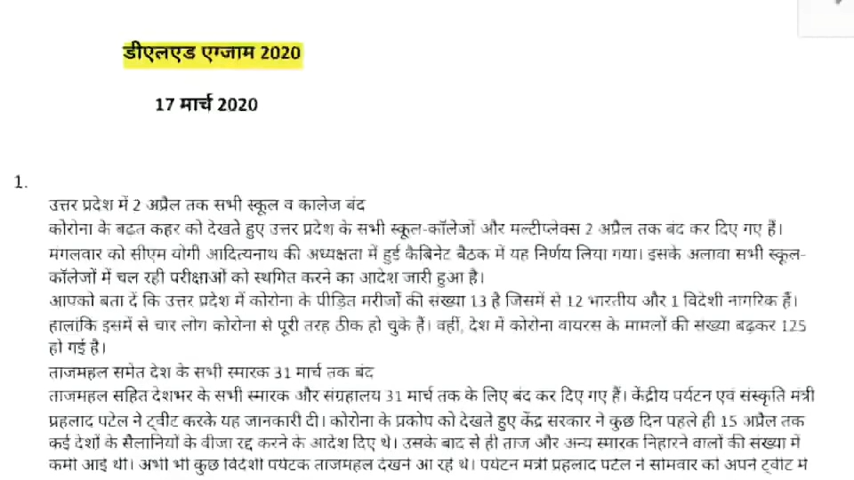 डीएलएड एग्जाम 2020
17 मार्च 2020
1.
उत्तर प्रदेश में 2 अप्रैल तक सभी स्कूल व कालेज बंद
कोरोना के बढ़त कहर को देखते हुए उत्तर प्रदेश के सभी स्कूल-कॉलेजों और मल्टीप्लेक्स 2 अप्रैल तक बंद कर दिए गए हैं।
मंगलवार को सीएम योगी आदित्यनाथ की अध्यक्षता में हुई कैबिनेट बैठक में यह निर्णय लिया गया। इसके अलावा सभी स्कूल-
कॉलेजों में चल रही परीक्षाओं को स्थगित करने का आदेश जारी हुआ है।
आपको बता दें कि उत्तर प्रदेश में कोरोना के पीड़ित मरीजों की संख्या 13 है जिसमें से 12 भारतीय और 1 विदेशी नागरिक हैं।
हालांकि इसमें से चार लोग कोरोना से पूरी तरह ठीक हो चुके हैं। वहीं, देश में कोरोना वायरस के मामलों की संख्या बढ़कर 125
हो गई है।
ताजमहल समेत देश के सभी स्मारक 31 मार्च तक बंद
ताजमहल सहित देशभर के सभी स्मारक और संग्रहालय 31 मार्च तक के लिए बंद कर दिए गए हैं। केंद्रीय पर्यटन एवं संस्कृति मंत्री
प्रहलाद पटेल ने ट्वीट करके यह जानकारी दी। कोरोना के प्रकोप को देखते हुए केंद्र सरकार ने कुछ दिन पहले ही 15 अप्रैल तक
कई देशों के सैलानियों के वीजा रद्द करने के आदेश दिए थे। उसके बाद से ही ताज और अन्य स्मारक निहारने वालों की संख्या में
कमी आई थी। अभी भी कुछ विदेशी पर्यटक ताजमहल देखने आ रहे थे। पर्यटन मंत्री प्रहलाद पटेल ने सोमवार को अपने ट्वीट में